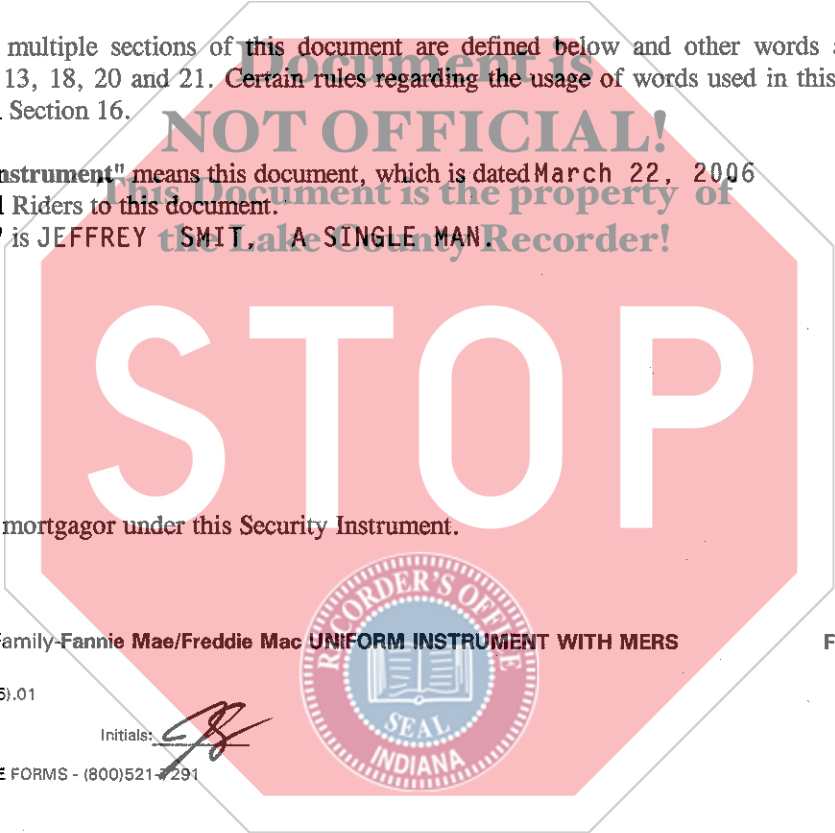 multiple sections of this document are defined below and other words
Document is
13, 18, 20 and 21. Certain rules regarding the usage of words used in this
Section 16.
NOT OFFICIAL!
nstrument" means this document, which is dated March 22, 2006
This Document is the property of
Riders to this document.
is JEFFREY SMIT, A SINGLE MAN.
the Lake County Recorder!
STOP
mortgagor under this Security Instrument.
RECORDER'S OFFICE
Family-Fannie Mae/Freddie Mac UNIFORM INSTRUMENT WITH MERS
5).01
SEAL
Initials:
INDIANA
E FORMS - (800)521-7291